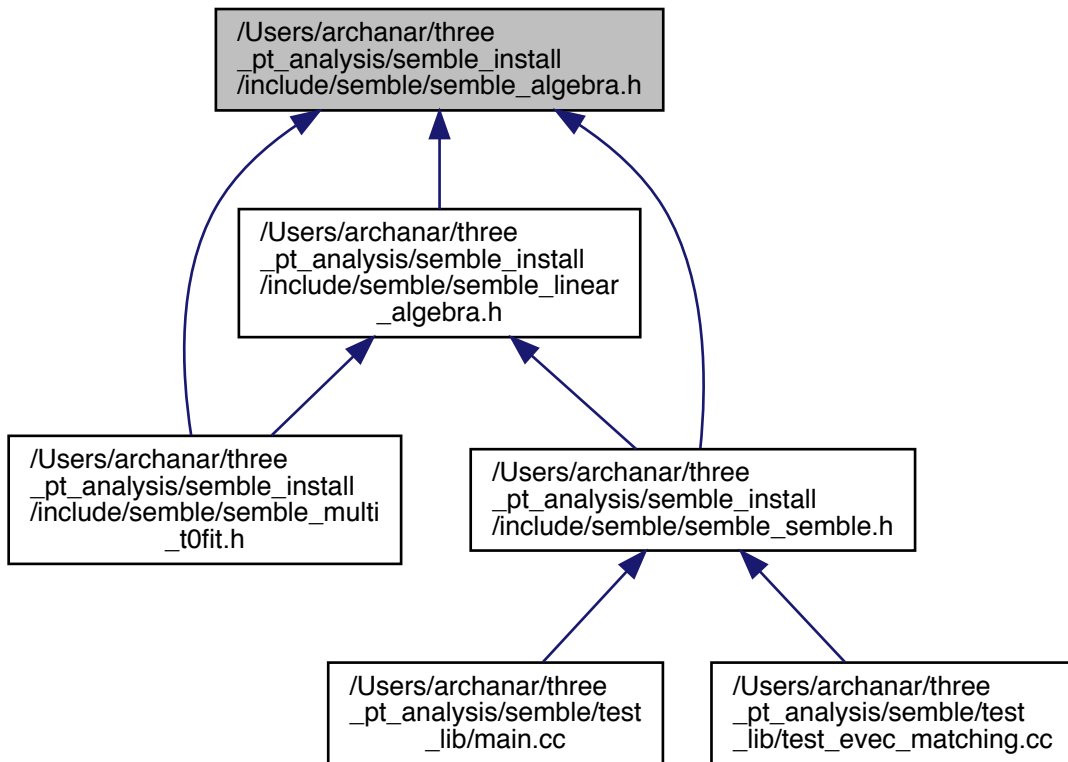 /Users/archanar/three
_pt_analysis/semble_install
/include/semble/semble_algebra.h
/Users/archanar/three
_pt_analysis/semble_install
/include/semble/semble_linear
_algebra.h
/Users/archanar/three
_pt_analysis/semble_install
/include/semble/semble_multi
_t0fit.h
/Users/archanar/three
_pt_analysis/semble_install
/include/semble/semble_semble.h
/Users/archanar/three
_pt_analysis/semble/test
_lib/main.cc
/Users/archanar/three
_pt_analysis/semble/test
_lib/test_evec_matching.cc